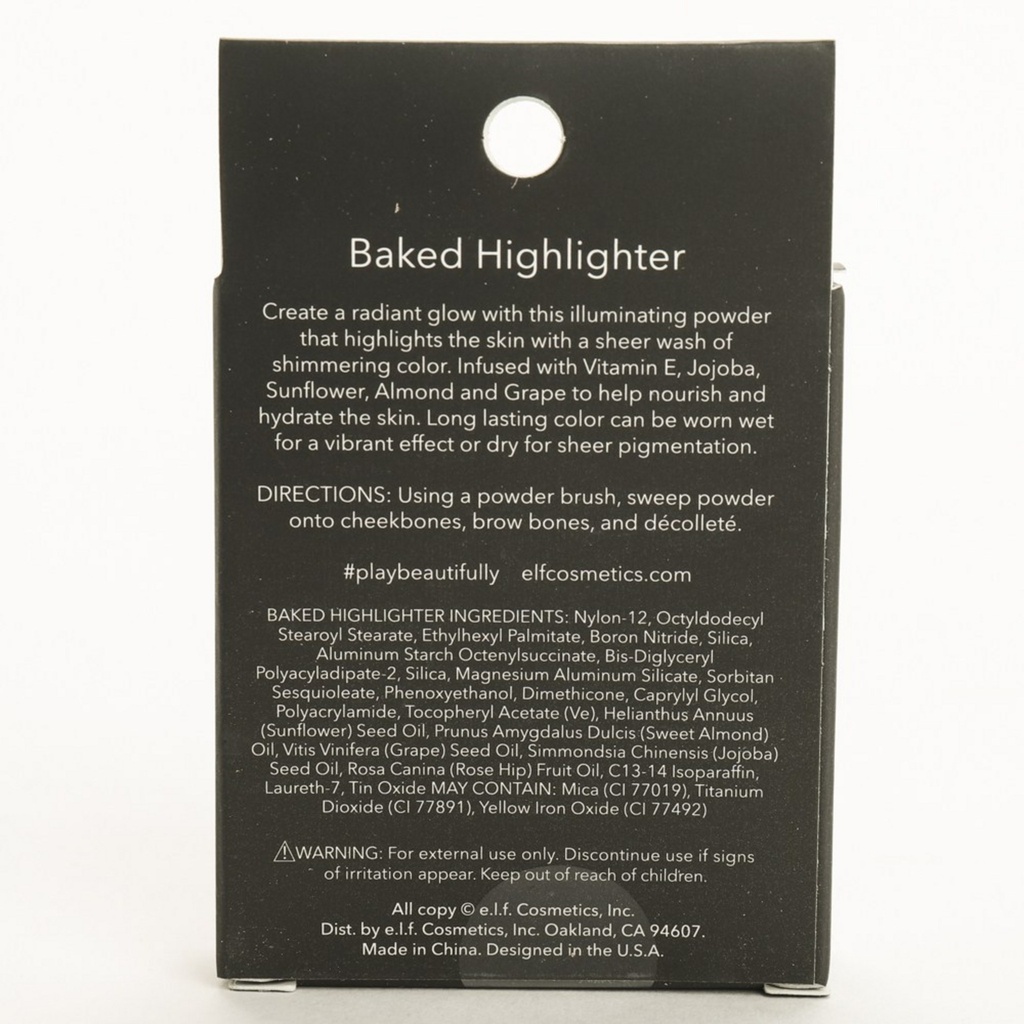 Baked Highlighter
Create a radiant glow with this illuminating powder
that highlights the skin with a sheer wash of
shimmering color. Infused with Vitamin E, Jojoba,
Sunflower, Almond and Grape to help nourish and
hydrate the skin. Long lasting color can be worn wet
for a vibrant effect or dry for sheer pigmentation.
DIRECTIONS: Using a powder brush, sweep powder
onto cheekbones, brow bones, and décolleté.
#playbeautifully elfcosmetics.com
BAKED HIGHLIGHTER INGREDIENTS: Nylon-12, Octyldodecyl
Stearoyl Stearate, Ethylhexyl Palmitate, Boron Nitride, Silica,
Aluminum Starch Octenylsuccinate, Bis-Diglyceryl
Polyacyladipate-2, Silica, Magnesium Aluminum Silicate, Sorbitan
Sesquioleate, Phenoxyethanol, Dimethicone, Caprylyl Glycol,
Polyacrylamide, Tocopheryl Acetate (Ve), Helianthus Annuus
(Sunflower) Seed Oil, Prunus Amygdalus Dulcis (Sweet Almond)
Oil, Vitis Vinifera (Grape) Seed Oil, Simmondsia Chinensis (Jojoba)
Seed Oil, Rosa Canina (Rose Hip) Fruit Oil, C13-14 Isoparaffin,
Laureth-7, Tin Oxide MAY CONTAIN: Mica (CI 77019), Titanium
Dioxide (CI 77891), Yellow Iron Oxide (CI 77492)
⚠WARNING: For external use only. Discontinue use if signs
of irritation appear. Keep out of reach of children.
All copy © e.l.f. Cosmetics, Inc.
Dist. by e.l.f. Cosmetics, Inc. Oakland, CA 94607.
Made in China. Designed in the U.S.A.